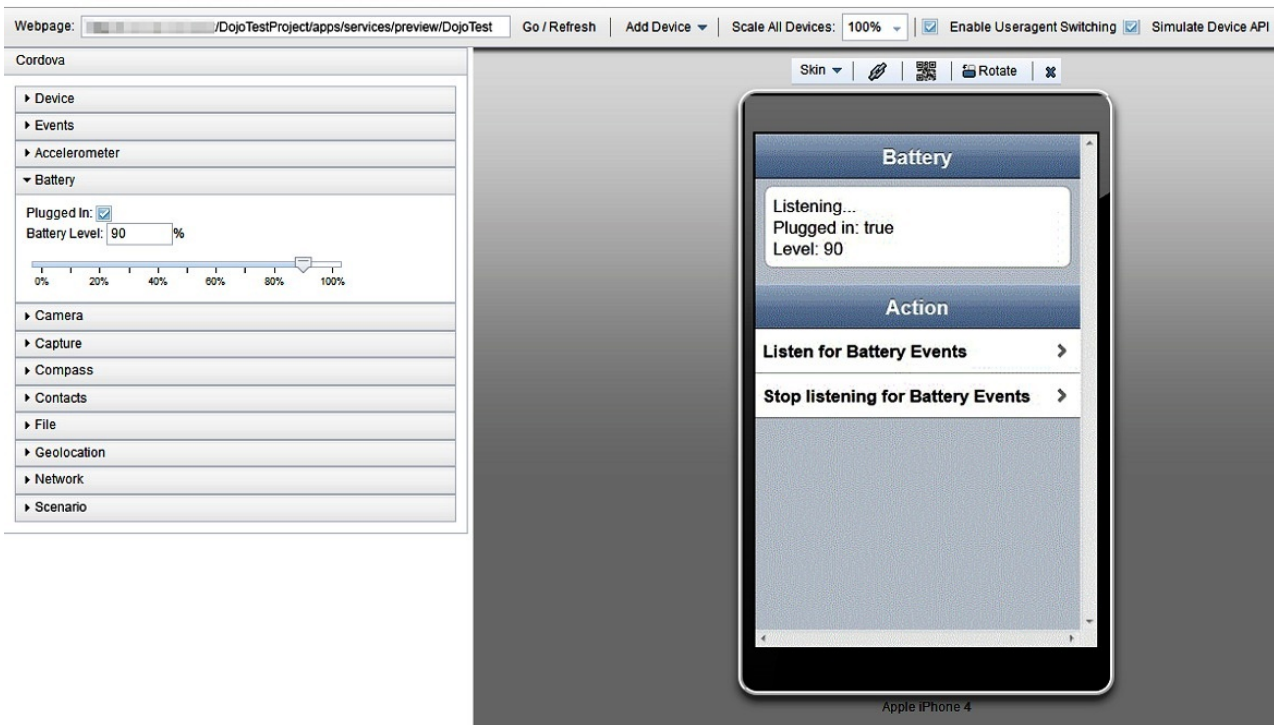 Webpage: /DojoTestProject/apps/services/preview/DojoTest Go / Refresh Add Device Scale All Devices: 100% Enable Useragent Switching Simulate Device API
Cordova
Device
Events
Accelerometer
Battery
Plugged In:
Battery Level: 90 %
0% 20% 40% 60% 80% 100%
Camera
Capture
Compass
Contacts
File
Geolocation
Network
Scenario
Skin Rotate
Battery
Listening...
Plugged in: true
Level: 90
Action
Listen for Battery Events
Stop listening for Battery Events
Apple iPhone 4